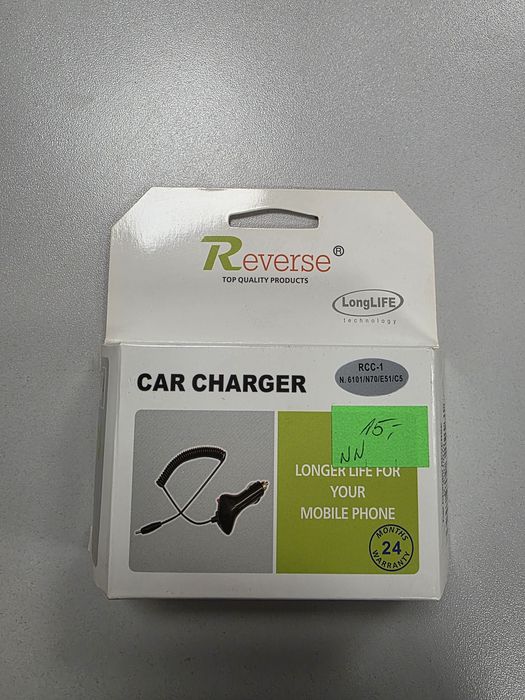 Reverse®
TOP QUALITY PRODUCTS
LongLIFE
technology
CAR CHARGER
RCC-1
N. 6101/N70/E51/C5
15,-
NN
LONGER LIFE FOR
YOUR
MOBILE PHONE
MONTHS
24
WARRANTY